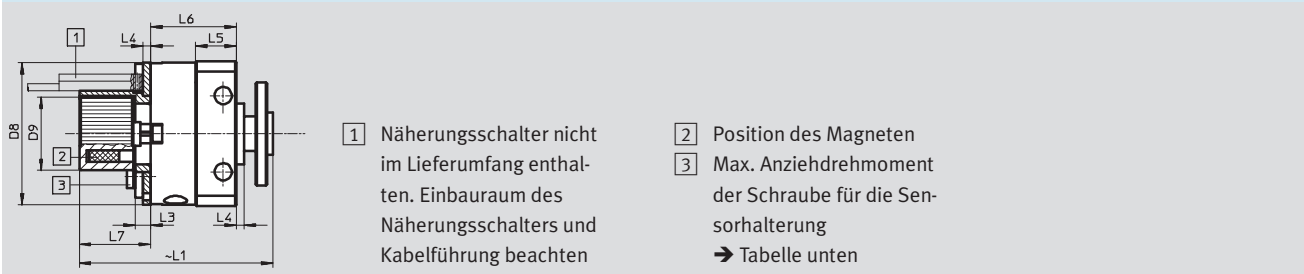 L6
L4
L5
1
D8
D9
2
3
L3
L4
L7
~L1
1 Näherungsschalter nicht
im Lieferumfang enthal-
ten. Einbauraum des
Näherungsschalters und
Kabelführung beachten
2 Position des Magneten
3 Max. Anziehdrehmoment
der Schraube für die Sen-
sorhalterung
➔ Tabelle unten